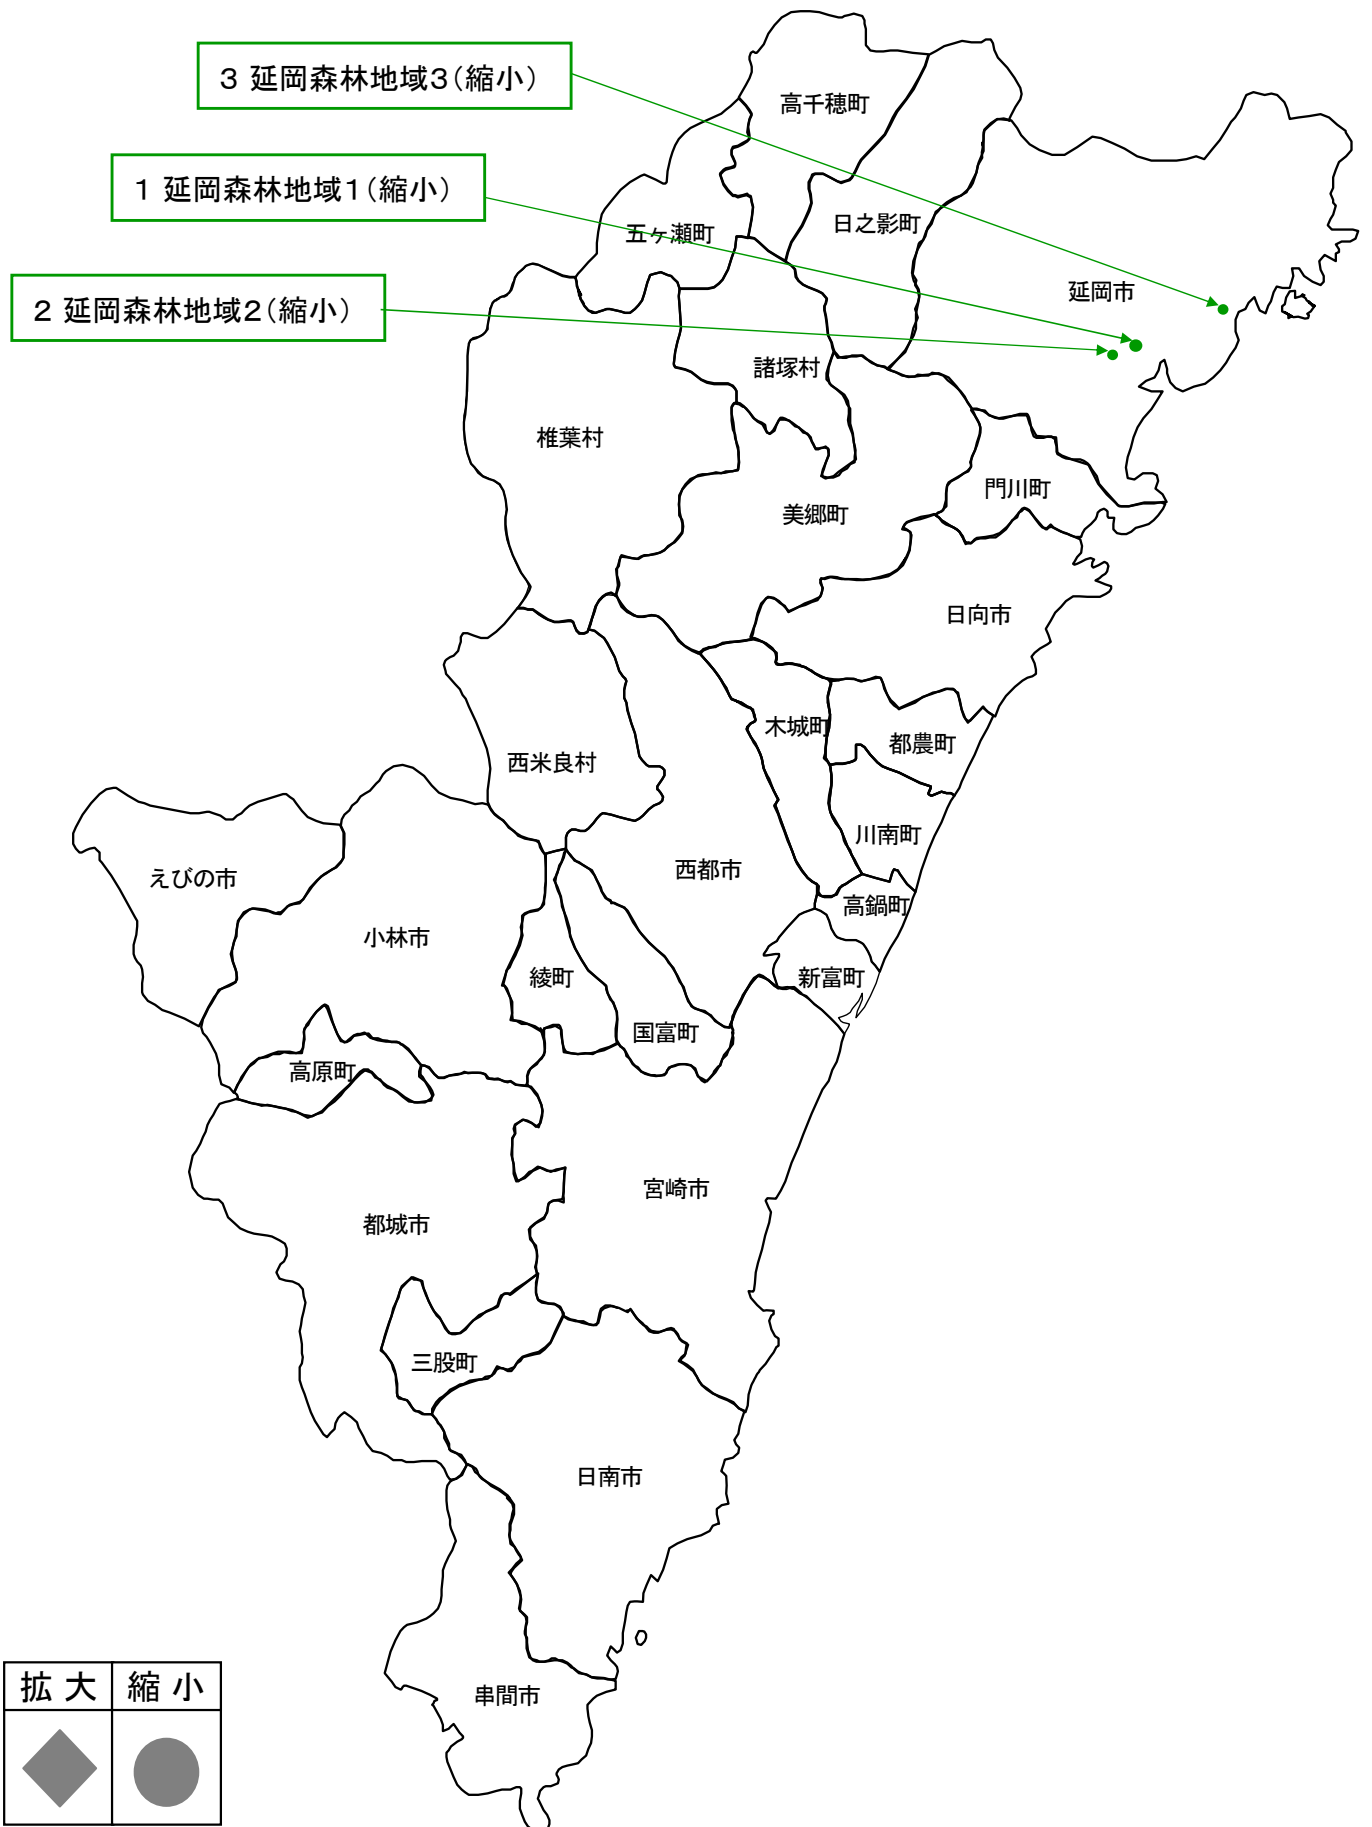 3 延岡森林地域3（縮小）
高千穂町
1 延岡森林地域1（縮小）
日之影町
五ヶ瀬町
2 延岡森林地域2（縮小）
延岡市
諸塚村
椎葉村
門川町
美郷町
日向市
木城町
都農町
西米良村
川南町
西都市
えびの市
高鍋町
小林市
綾町
新富町
国富町
高原町
宮崎市
都城市
三股町
日南市
串間市
拡大 縮小